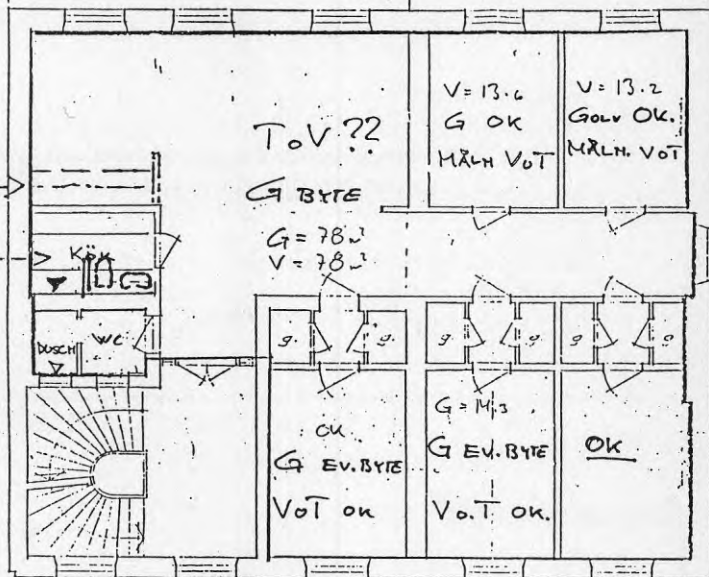 T o V ??
G BYTE
G = 78 m²
V = 78 m²
V = 13.6
G OK
MÅLN. VoT
V = 13.2
GOLV OK.
MÅLN. VoT
KÖK
DUSCH
WC
g.
g.
g.
g.
g.
g.
OK
G EV. BYTE
VoT OK
G = 14.3
G EV. BYTE
Vo.T OK.
OK